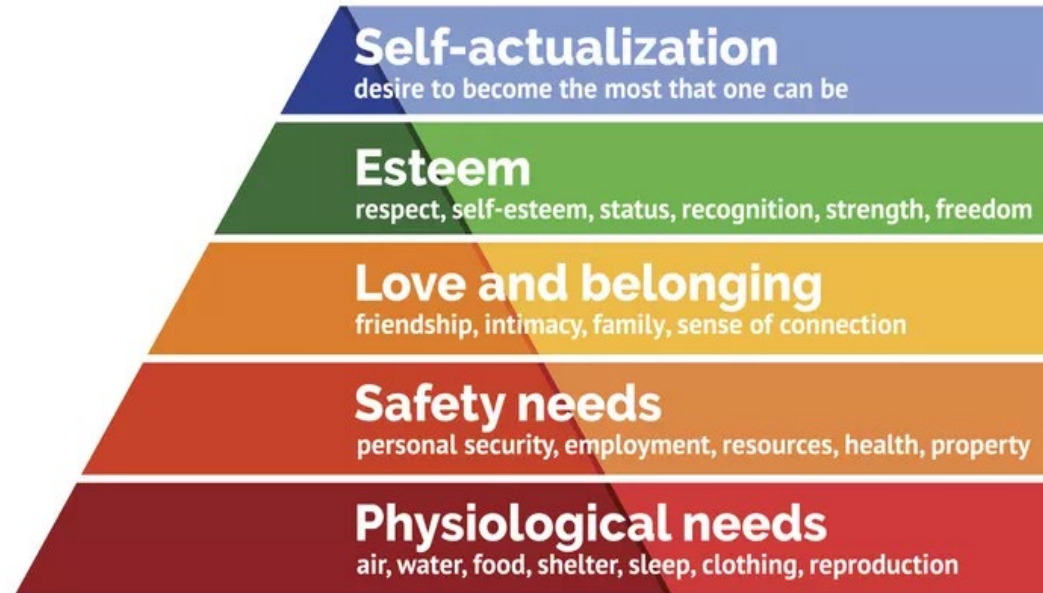 Self-actualization
desire to become the most that one can be
Esteem
respect, self-esteem, status, recognition, strength, freedom
Love and belonging
friendship, intimacy, family, sense of connection
Safety needs
personal security, employment, resources, health, property
Physiological needs
air, water, food, shelter, sleep, clothing, reproduction